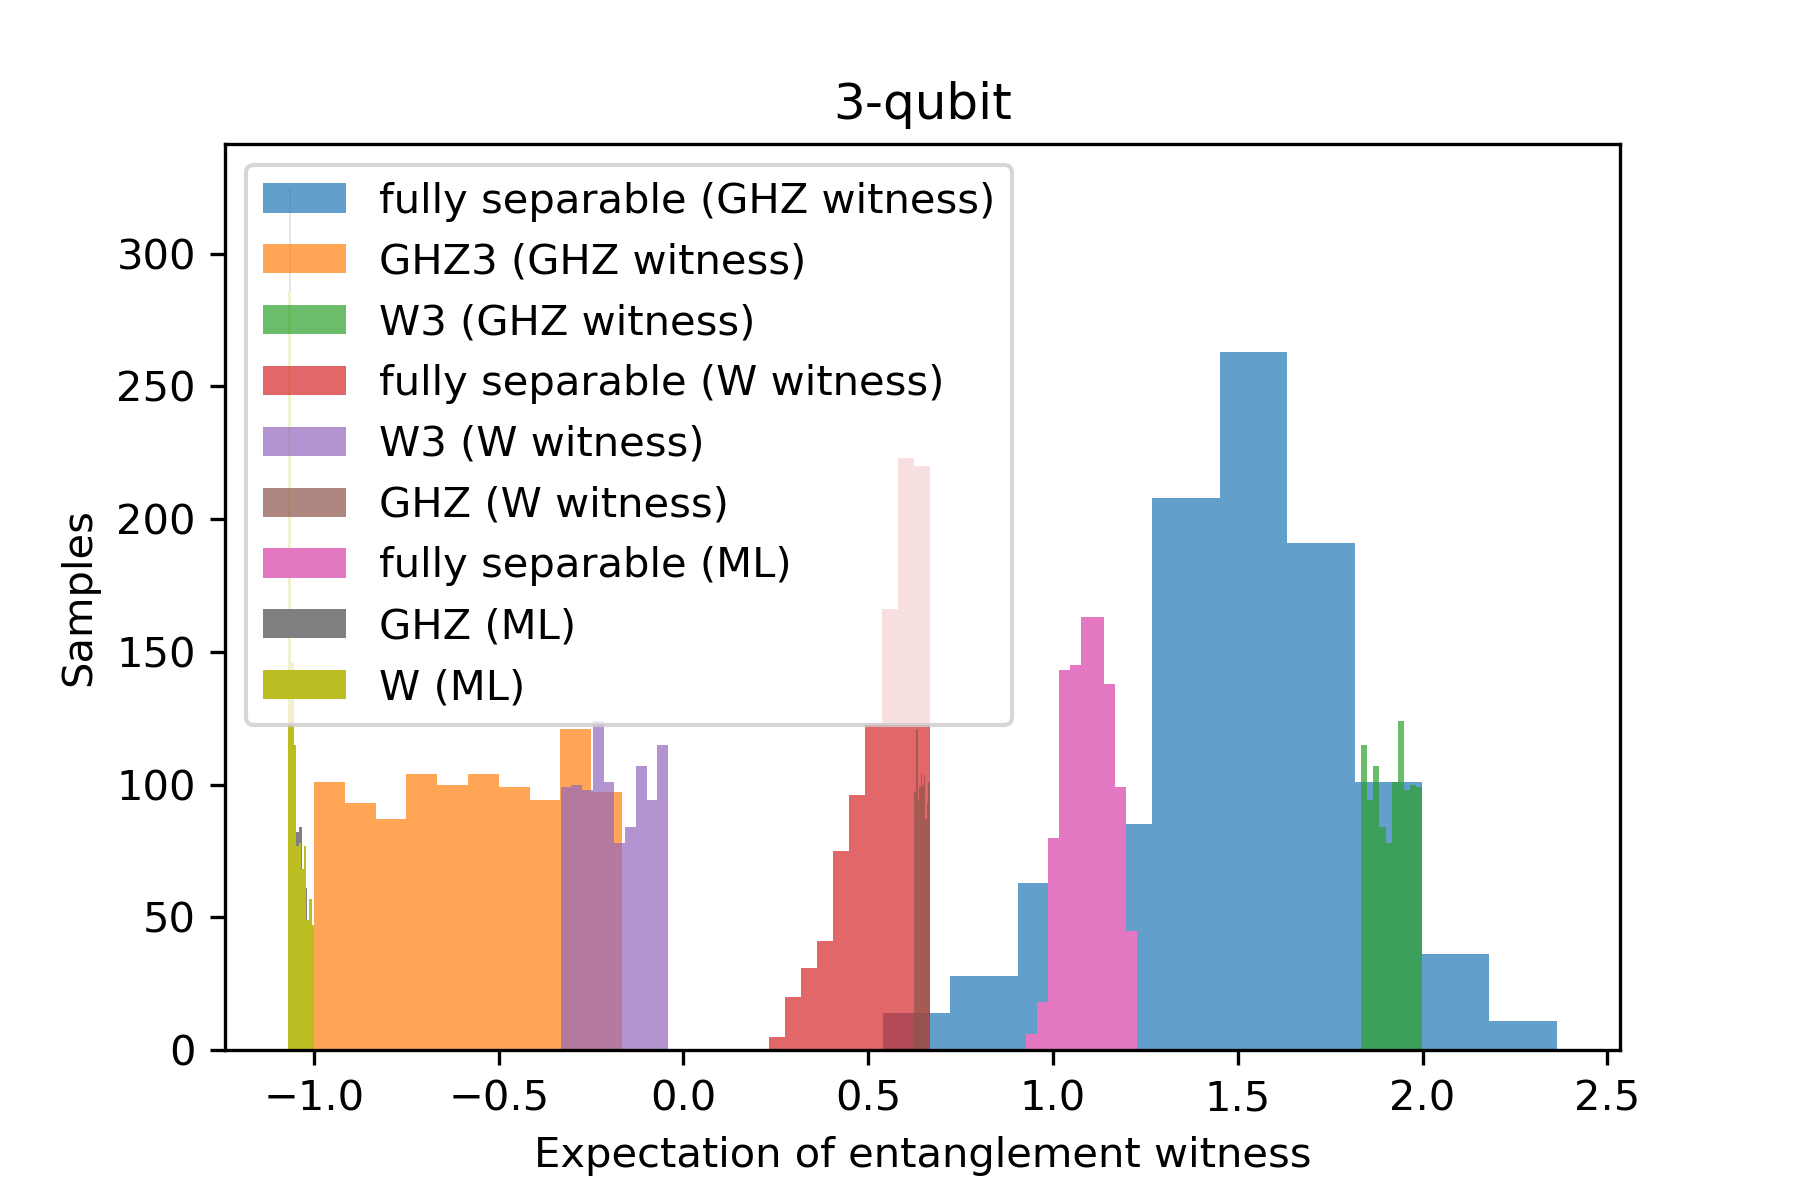 3-qubit
fully separable (GHZ witness)
GHZ3 (GHZ witness)
W3 (GHZ witness)
fully separable (W witness)
W3 (W witness)
GHZ (W witness)
fully separable (ML)
GHZ (ML)
W (ML)
Samples
300
250
200
150
100
50
0
−1.0 −0.5 0.0 0.5 1.0 1.5 2.0 2.5
Expectation of entanglement witness